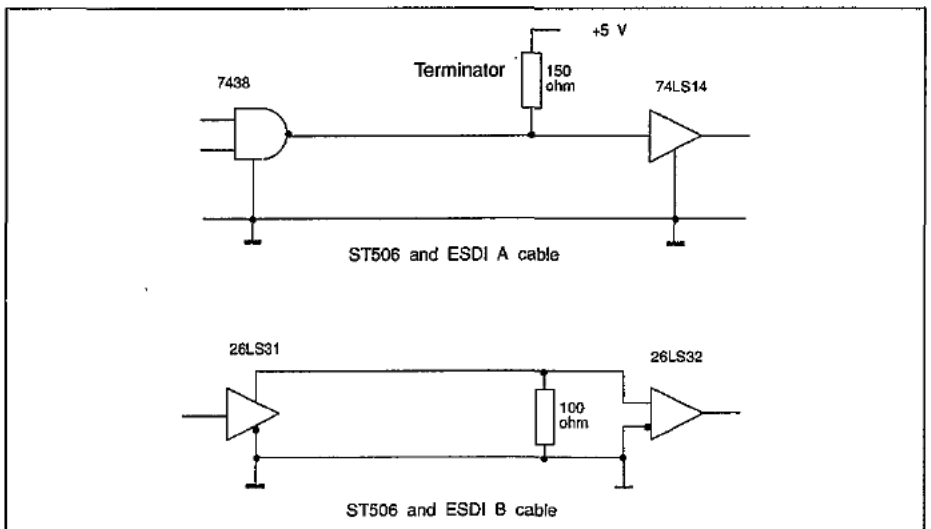 +5 V
Terminator
150
ohm
7438
74LS14
ST506 and ESDI A cable
26LS31
26LS32
100
ohm
ST506 and ESDI B cable